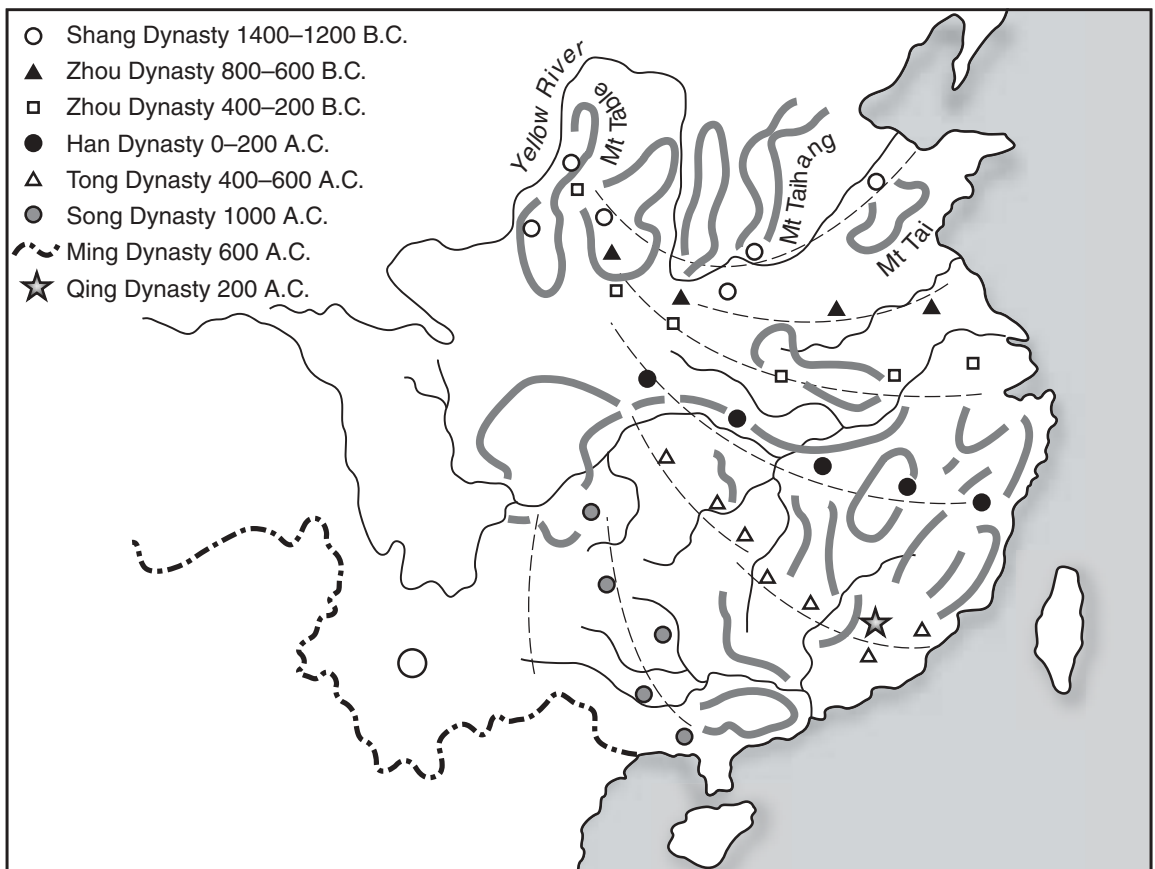 Shang Dynasty 1400–1200 B.C.
Zhou Dynasty 800–600 B.C.
Zhou Dynasty 400–200 B.C.
Han Dynasty 0–200 A.C.
Tong Dynasty 400–600 A.C.
Song Dynasty 1000 A.C.
Ming Dynasty 600 A.C.
Qing Dynasty 200 A.C.
Yellow River
Mt Table
Mt Taihang
Mt Tai